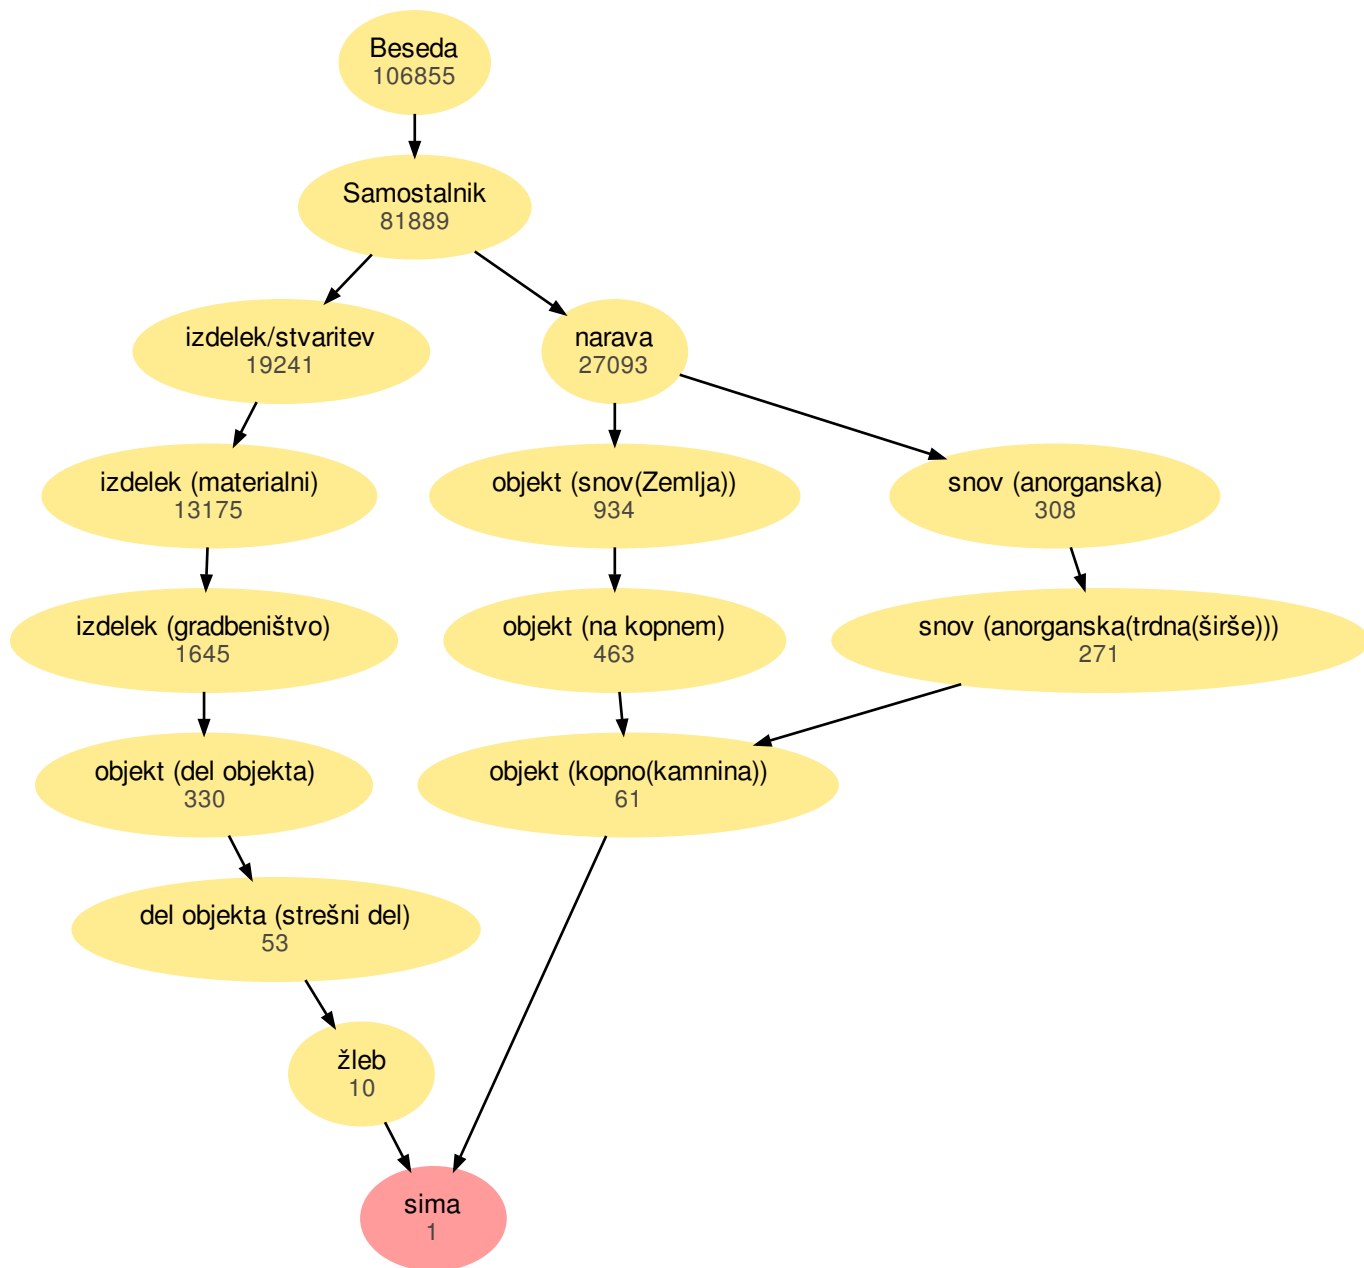 Beseda
106855
Samostalnik
81889
izdelek/stvaritev
19241
narava
27093
izdelek (materialni)
13175
objekt (snov(Zemlja))
934
snov (anorganska)
308
izdelek (gradbeništvo)
1645
objekt (na kopnem)
463
snov (anorganska(trdna(širše)))
271
objekt (del objekta)
330
objekt (kopno(kamnina))
61
del objekta (strešni del)
53
žleb
10
sima
1